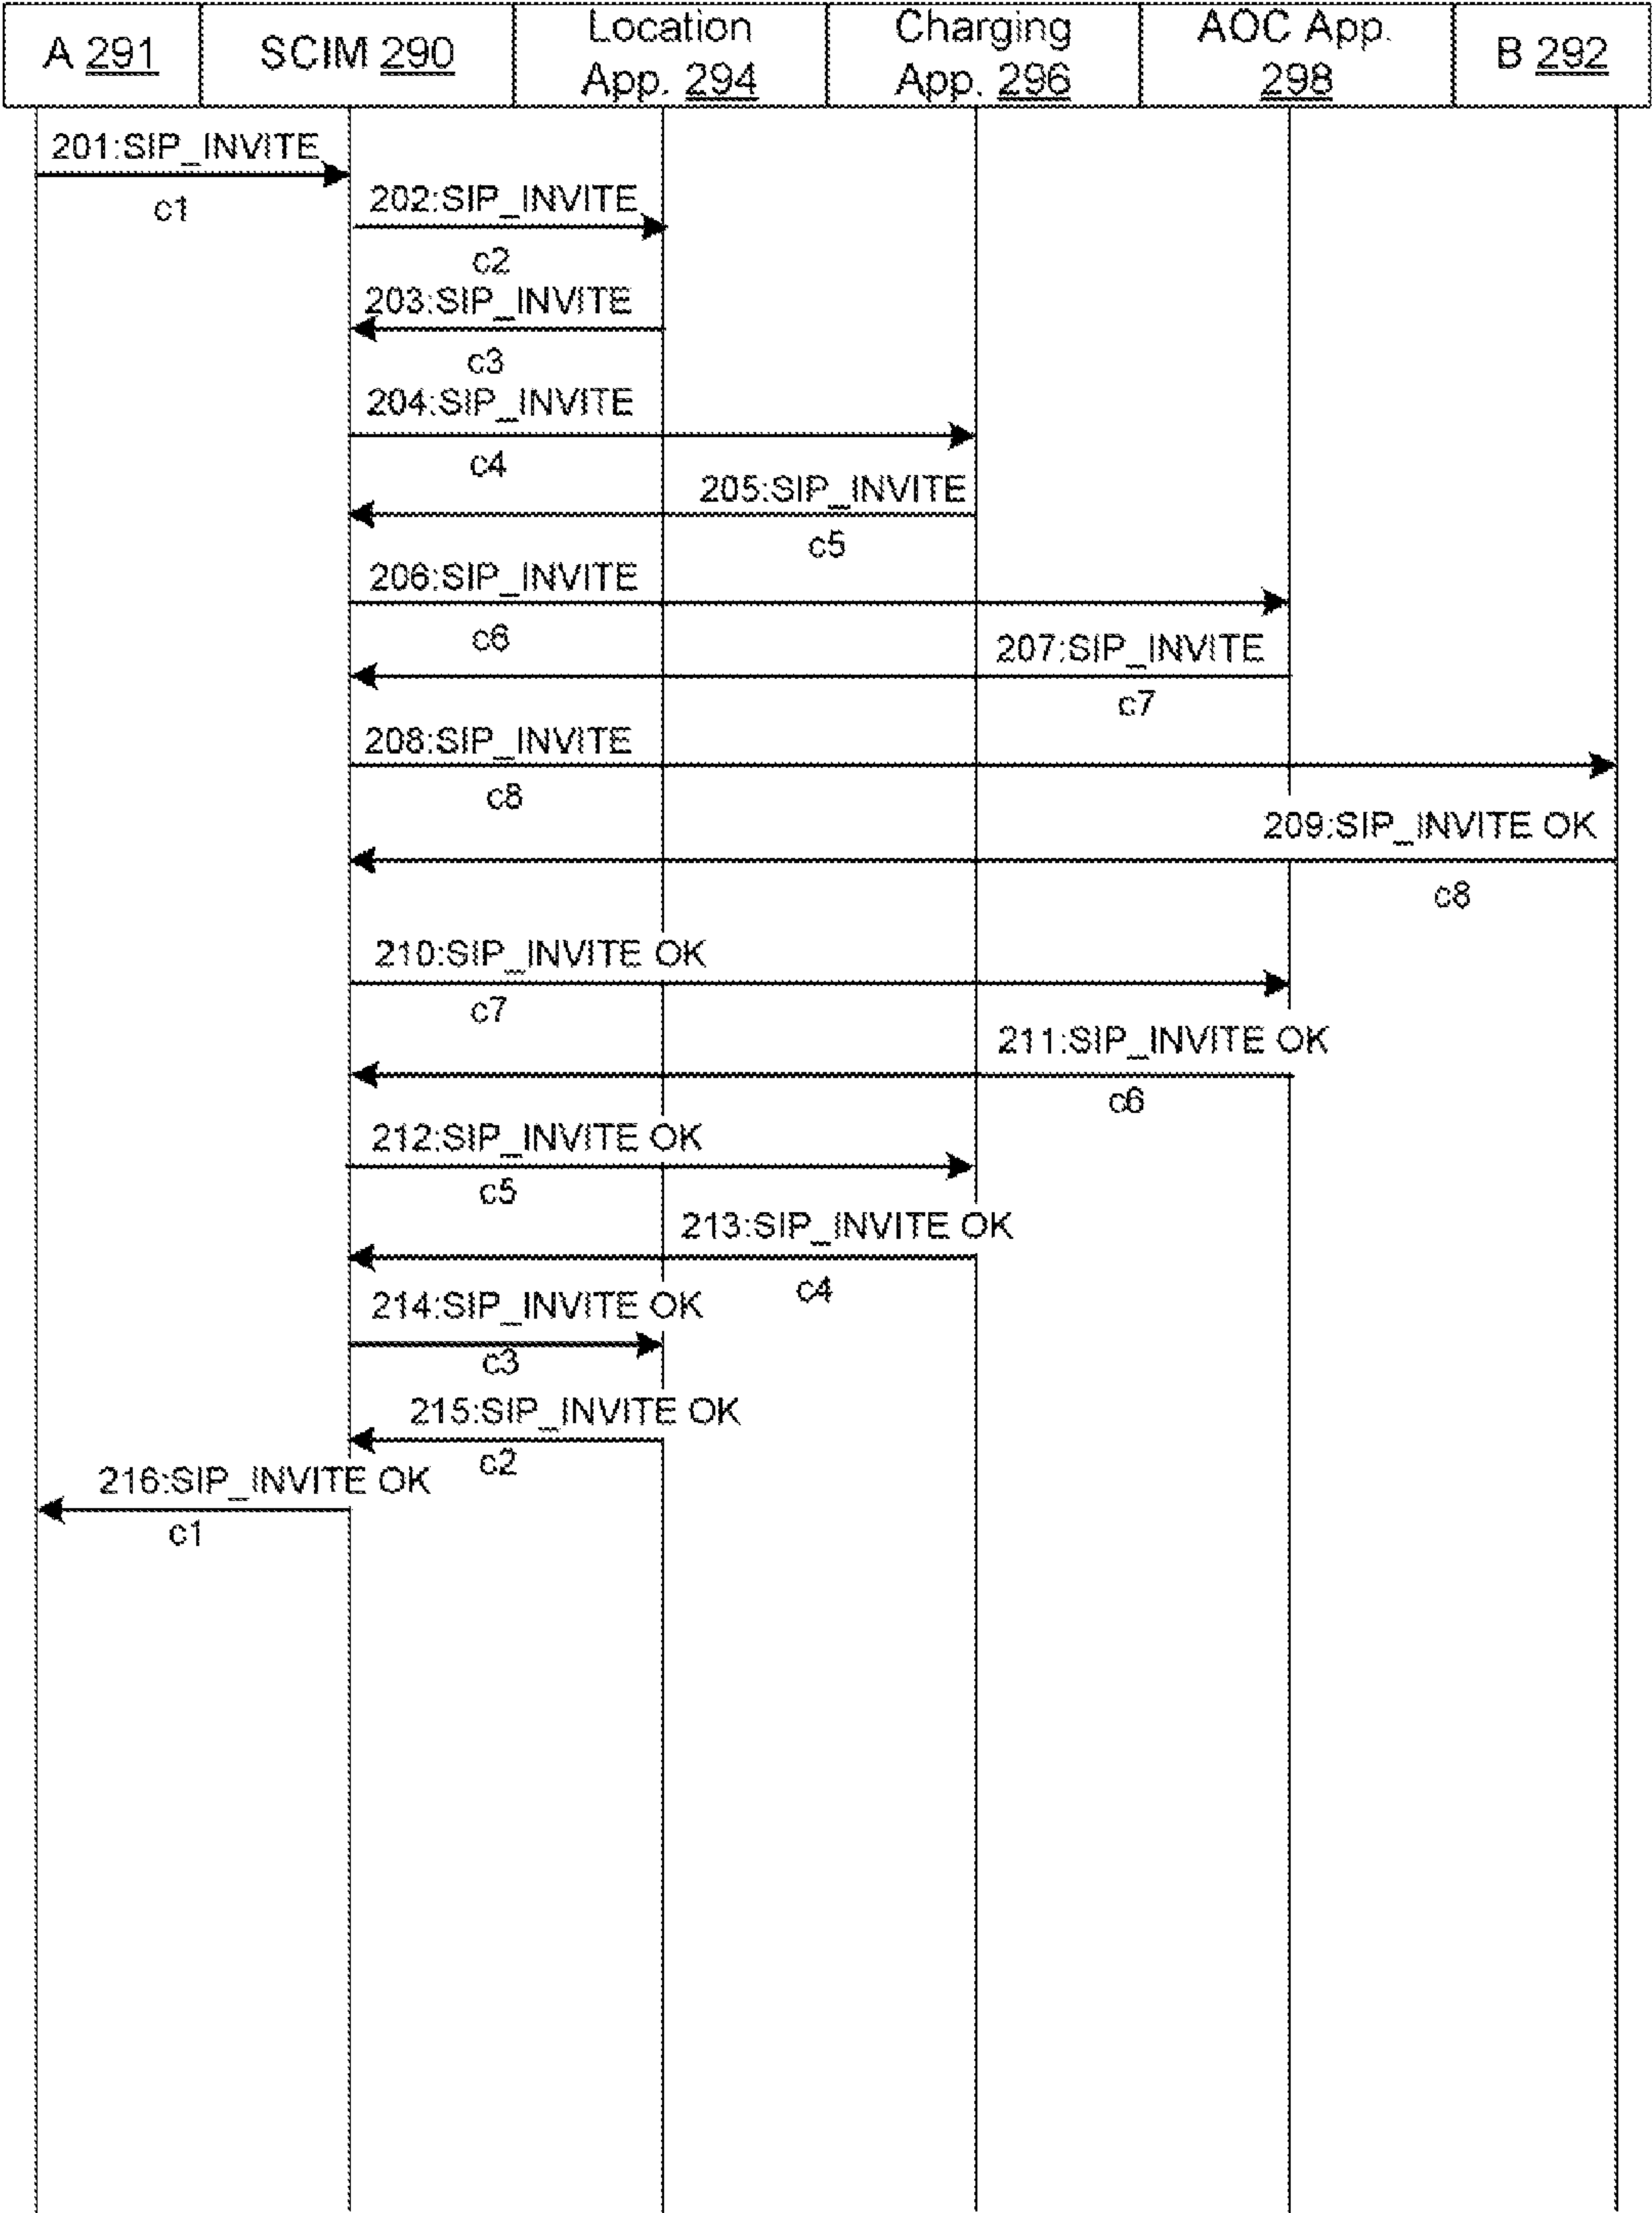 A 291
SCIM 290
Location
App. 294
Charging
App. 296
AOC App.
298
B 292
201:SIP_INVITE
c1
202:SIP_INVITE
c2
203:SIP_INVITE
c3
204:SIP_INVITE
c4
205:SIP_INVITE
c5
206:SIP_INVITE
c6
207:SIP_INVITE
c7
208:SIP_INVITE
c8
209:SIP_INVITE OK
c8
210:SIP_INVITE OK
c7
211:SIP_INVITE OK
c6
212:SIP_INVITE OK
c5
213:SIP_INVITE OK
c4
214:SIP_INVITE OK
c3
215:SIP_INVITE OK
c2
216:SIP_INVITE OK
c1